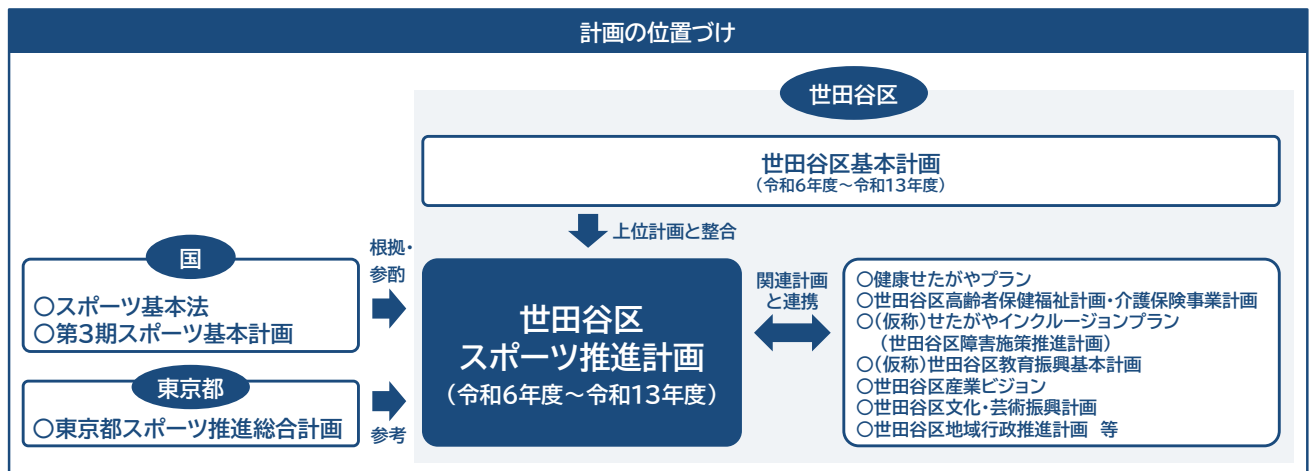 計画の位置づけ
世田谷区
世田谷区基本計画
(令和6年度～令和13年度)
上位計画と整合
国
○スポーツ基本法
○第3期スポーツ基本計画
根拠・
参酌
東京都
○東京都スポーツ推進総合計画
参考
世田谷区
スポーツ推進計画
(令和6年度～令和13年度)
関連計画
と連携
○健康せたがやプラン
○世田谷区高齢者保健福祉計画・介護保険事業計画
○(仮称)せたがやインクルージョンプラン
(世田谷区障害施策推進計画)
○(仮称)世田谷区教育振興基本計画
○世田谷区産業ビジョン
○世田谷区文化・芸術振興計画
○世田谷区地域行政推進計画 等